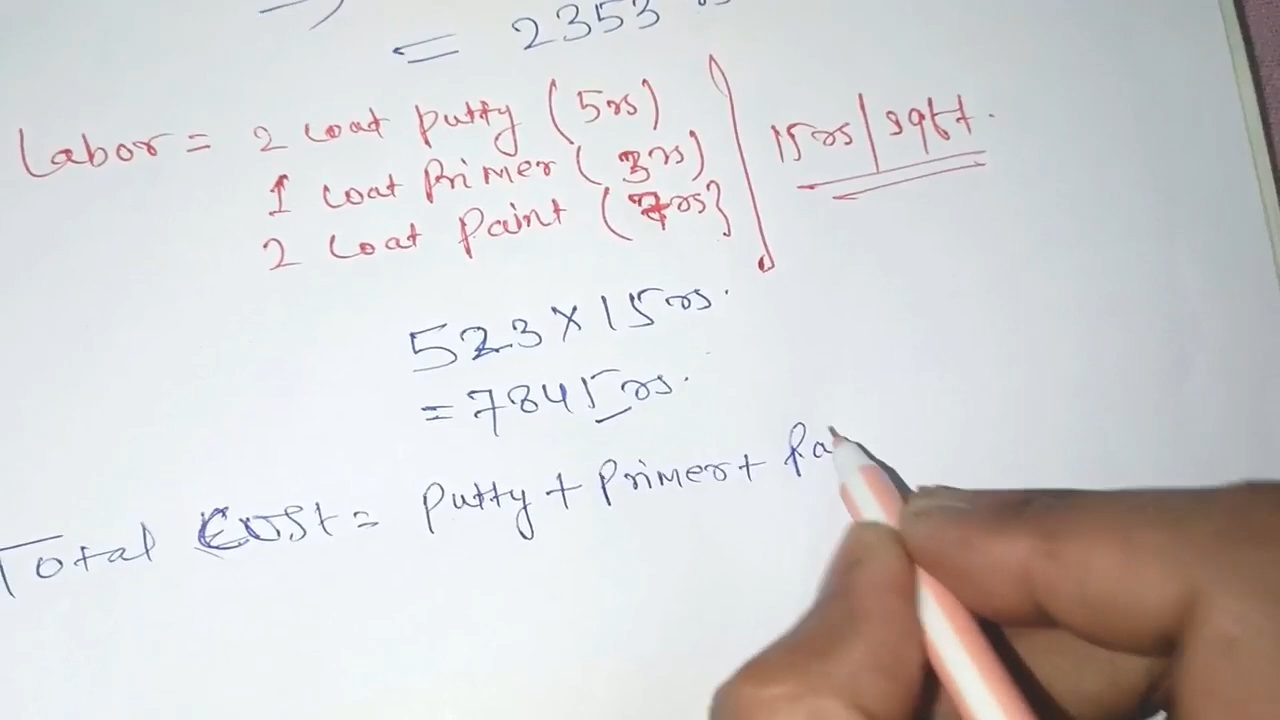 = 2353
Labor = 2 coat putty (5rs)
1 coat Primer (3rs)
2 coat Paint (7rs}
15rs/sqft.
523 × 15rs.
= 7845rs.
Total Cost = Putty + Primer + Pa